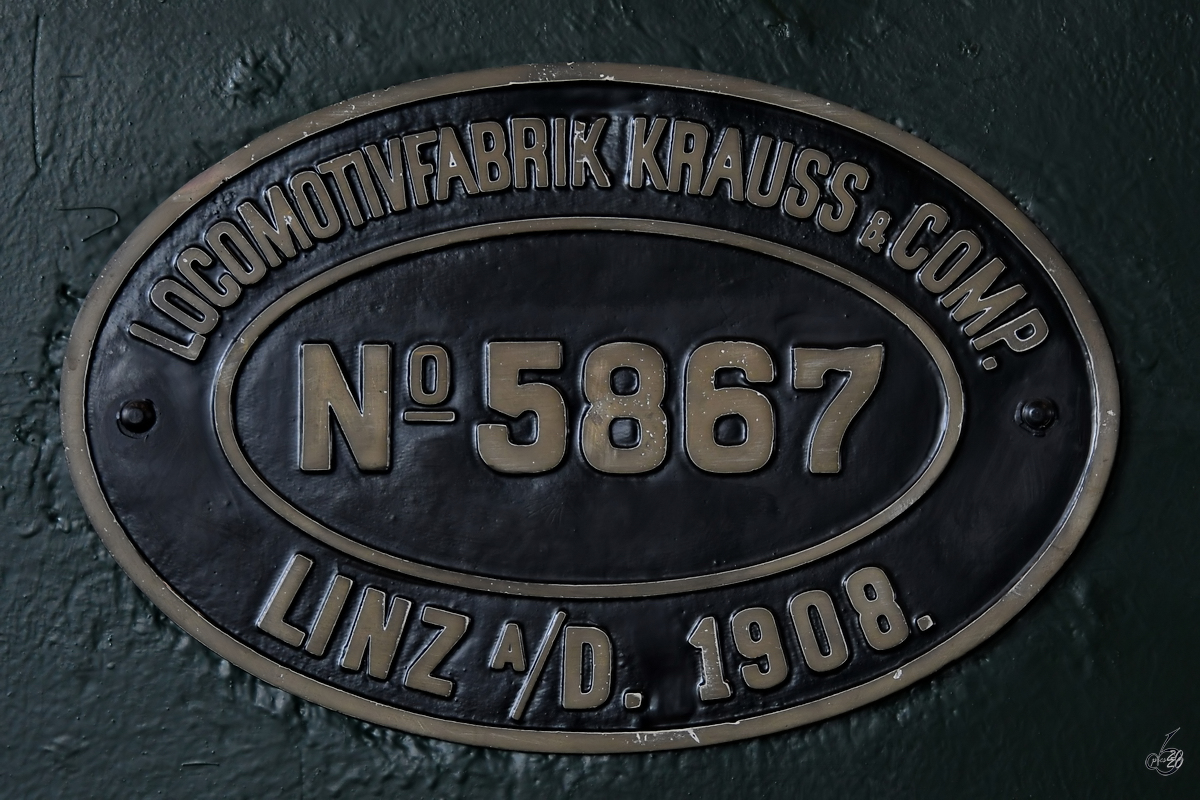 LOCOMOTIVFABRIK KRAUSS & COMP.
Nº 5867
LINZ A/D. 1908.